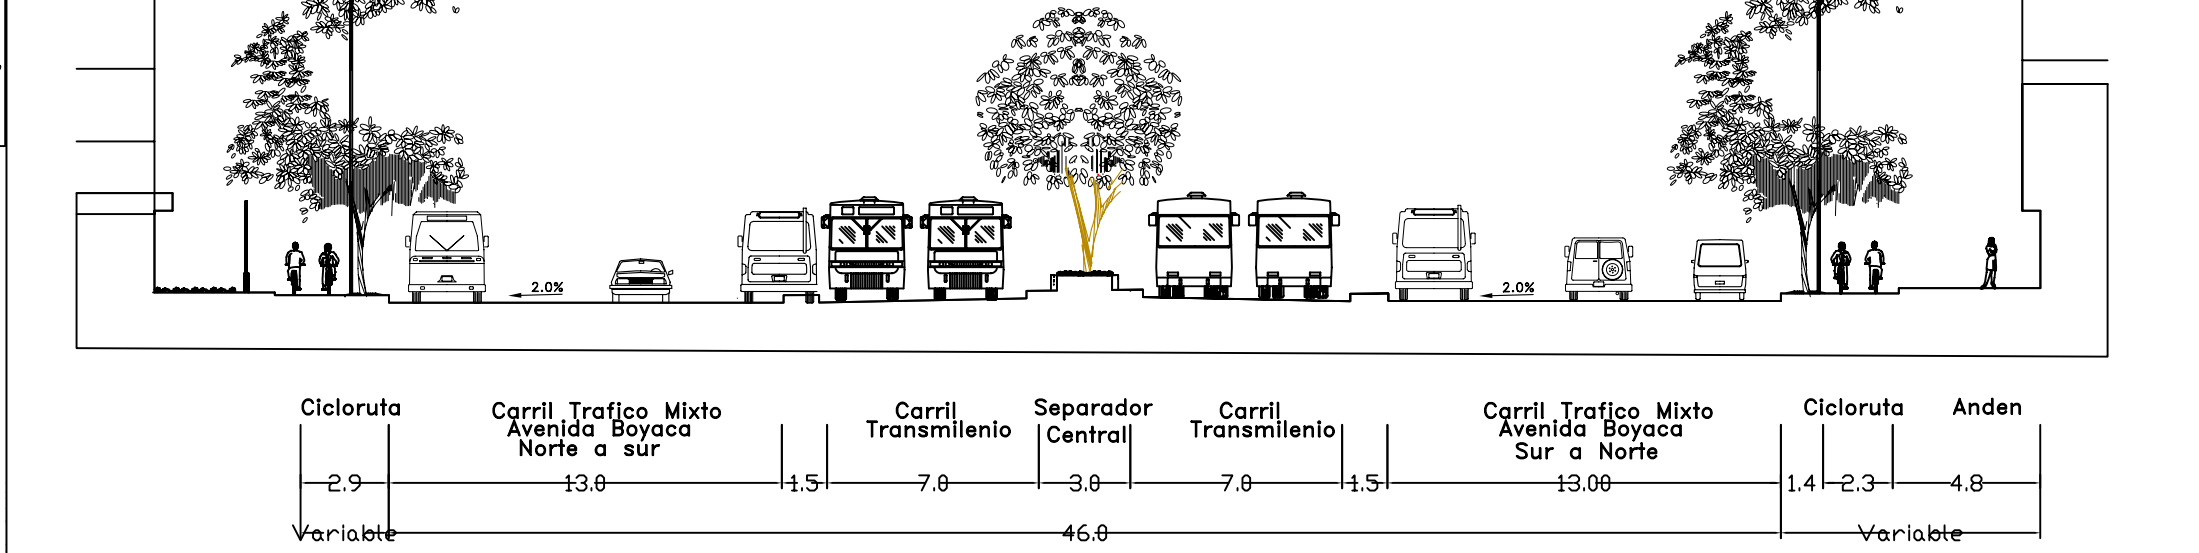 2.0%
2.0%
Cicloruta
Carril Trafico Mixto
Avenida Boyaca
Norte a sur
Carril
Transmilenio
Separador
Central
Carril
Transmilenio
Carril Trafico Mixto
Avenida Boyaca
Sur a Norte
Cicloruta
Anden
2.9 13.0 1.5 7.0 3.0 7.0 1.5 13.00 1.4 2.3 4.8
Variable 46.0 Variable